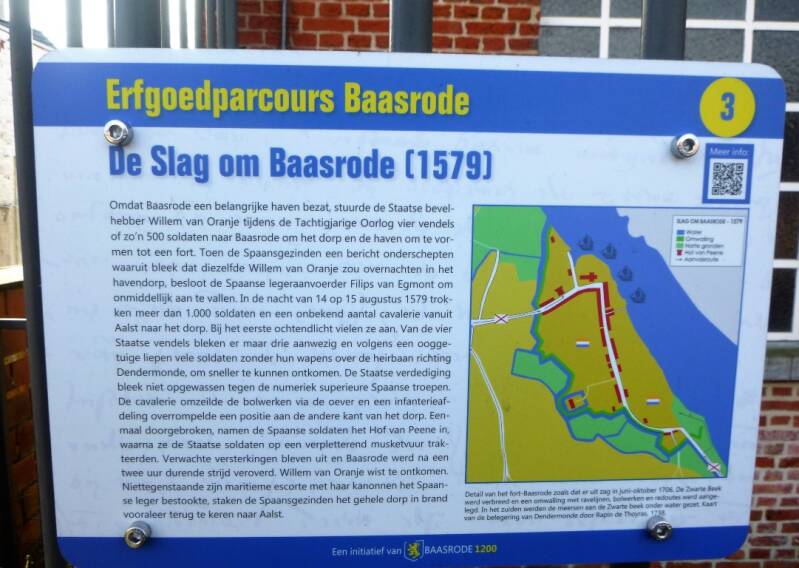 Erfgoedparcours Baasrode
3
De Slag om Baasrode (1579)
Meer info:
Omdat Baasrode een belangrijke haven bezat, stuurde de Staatse bevel-
hebber Willem van Oranje tijdens de Tachtigjarige Oorlog vier vendels
of zo'n 500 soldaten naar Baasrode om het dorp en de haven om te vor-
men tot een fort. Toen de Spaansgezinden een bericht onderschepten
waaruit bleek dat diezelfde Willem van Oranje zou overnachten in het
havendorp, besloot de Spaanse legeraanvoerder Filips van Egmont om
onmiddellijk aan te vallen. In de nacht van 14 op 15 augustus 1579 trok-
ken meer dan 1.000 soldaten en een onbekend aantal cavalerie vanuit
Aalst naar het dorp. Bij het eerste ochtendlicht vielen ze aan. Van de vier
Staatse vendels bleken er maar drie aanwezig en volgens een oogge-
tuige liepen vele soldaten zonder hun wapens over de heirbaan richting
Dendermonde, om sneller te kunnen ontkomen. De Staatse verdediging
bleek niet opgewassen tegen de numeriek superieure Spaanse troepen.
De cavalerie omzeilde de bolwerken via de oever en een infanterieaf-
deling overrompelde een positie aan de andere kant van het dorp. Een-
maal doorgebroken, namen de Spaanse soldaten het Hof van Peene in,
waarna ze de Staatse soldaten op een verpletterend musketvuur trak-
teerden. Verwachte versterkingen bleven uit en Baasrode werd na een
twee uur durende strijd veroverd. Willem van Oranje wist te ontkomen.
Niettegenstaande zijn maritieme escorte met haar kanonnen het Spaan-
se leger bestookte, staken de Spaansgezinden het gehele dorp in brand
vooraleer terug te keren naar Aalst.
SLAG OM BAASRODE - 1579
Water
Omwalling
Natte gronden
Hof van Peene
Aanvalsroute
Detail van het fort-Baasrode zoals dat er uit zag in juni-oktober 1706. De Zwarte Beek
werd verbreed en een omwalling met ravelijnen, bolwerken en redoutes werd aange-
legd. In het zuiden werden de meersen aan de Zwarte beek onder water gezet. Kaart
van de belegering van Dendermonde door Rapin de Thoyras, 1738.
Een initiatief van BAASRODE 1200